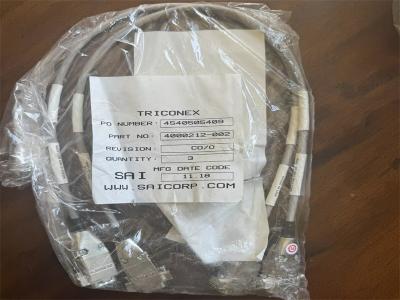 TRICONEX
PO NUMBER: 4540505409
PART NO. 4000212-002
REVISION: CO/O
QUANTITY: 3
MFG DATE CODE
SAI 11.18
WWW.SAICORP.COM